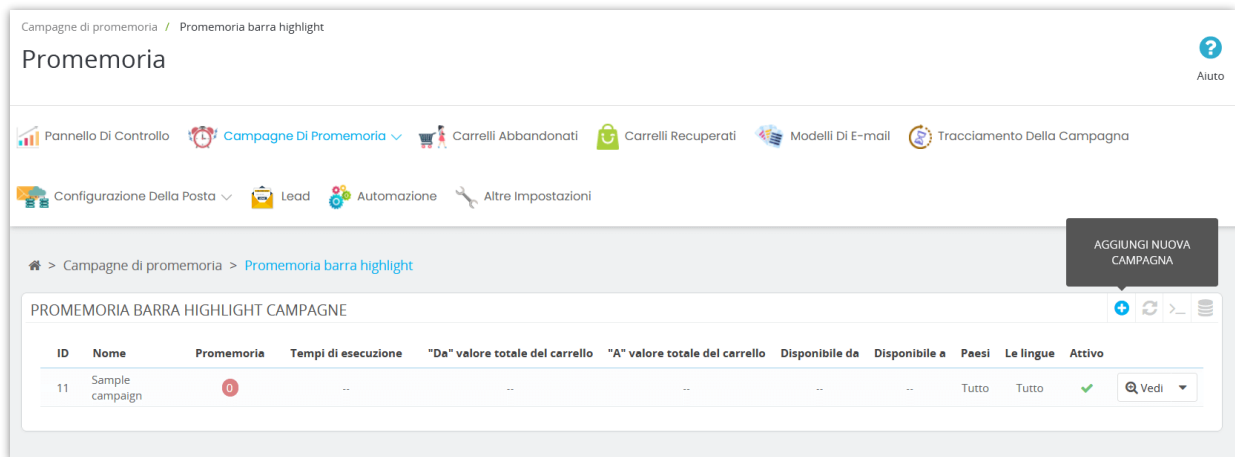 Campagne di promemoria / Promemoria barra highlight
Promemoria
Aiuto
Pannello Di Controllo Campagne Di Promemoria Carrelli Abbandonati Carrelli Recuperati Modelli Di E-mail Tracciamento Della Campagna
Configurazione Della Posta Lead Automazione Altre Impostazioni
AGGIUNGI NUOVA
CAMPAGNA
> Campagne di promemoria > Promemoria barra highlight
PROMEMORIA BARRA HIGHLIGHT CAMPAGNE
ID Nome Promemoria Tempi di esecuzione "Da" valore totale del carrello "A" valore totale del carrello Disponibile da Disponibile a Paesi Le lingue Attivo
11 Sample campaign 0 -- -- -- -- -- Tutto Tutto Vedi